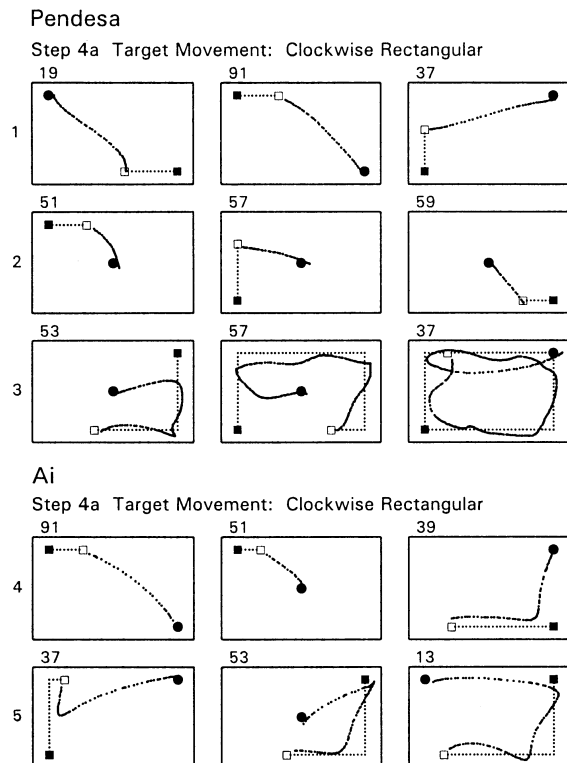 Pendesa
Step 4a Target Movement: Clockwise Rectangular
19 91 37
1
51 57 59
2
53 57 37
3
Ai
Step 4a Target Movement: Clockwise Rectangular
91 51 39
4
37 53 13
5